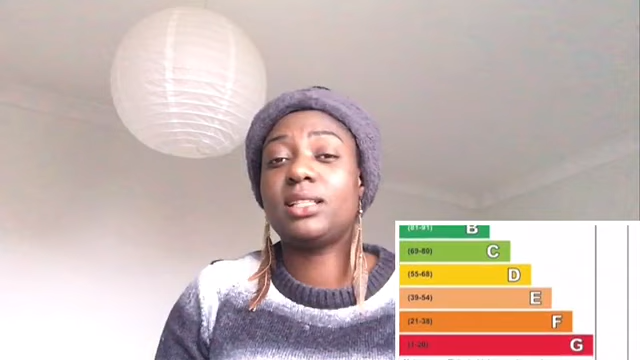 (81-91) B
(69-80) C
(55-68) D
(39-54) E
(21-38) F
(1-20) G